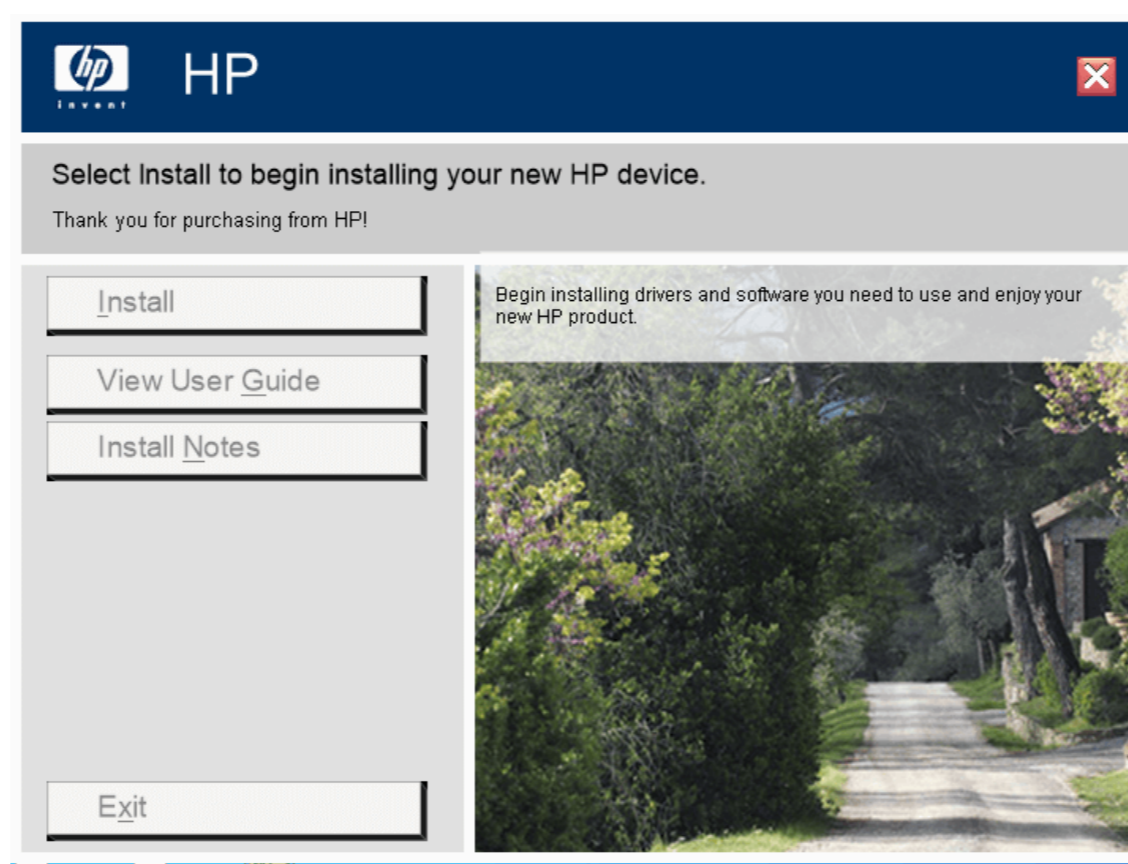 hp
invent
HP
Select Install to begin installing your new HP device.
Thank you for purchasing from HP!
Install
View User Guide
Install Notes
Exit
Begin installing drivers and software you need to use and enjoy your
new HP product.